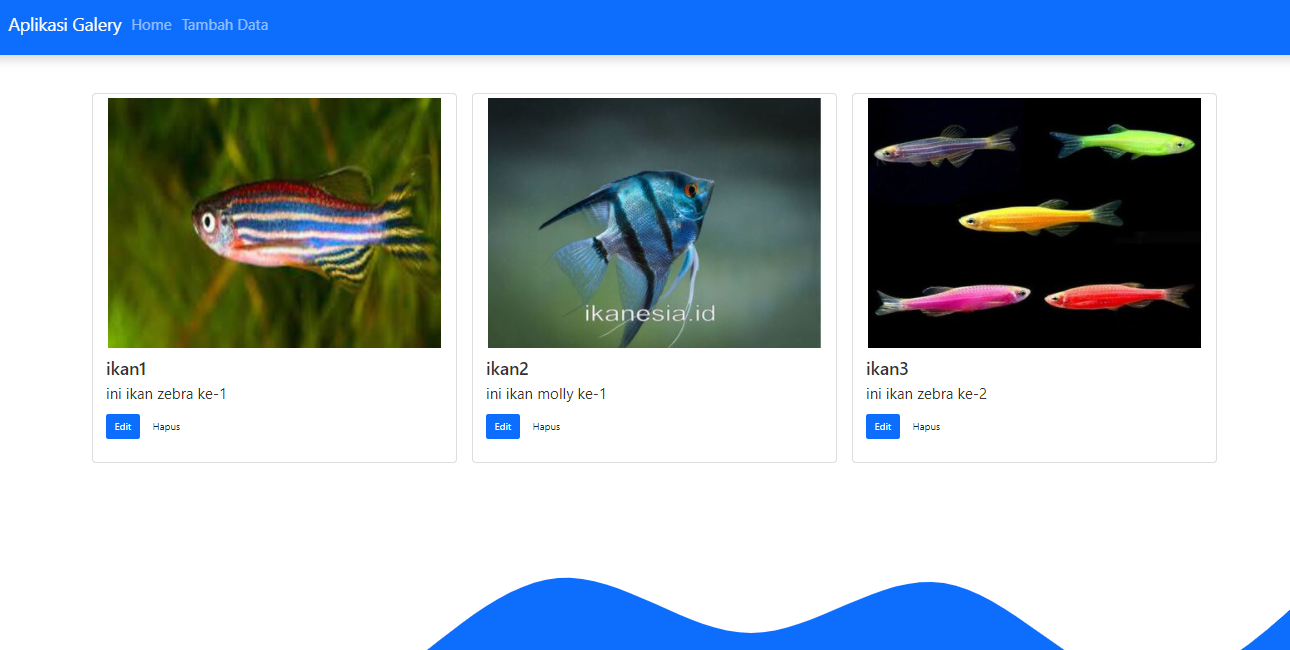 Aplikasi Galery Home Tambah Data
ikanesia.id
ikan1
ini ikan zebra ke-1
Edit Hapus
ikan2
ini ikan molly ke-1
Edit Hapus
ikan3
ini ikan zebra ke-2
Edit Hapus